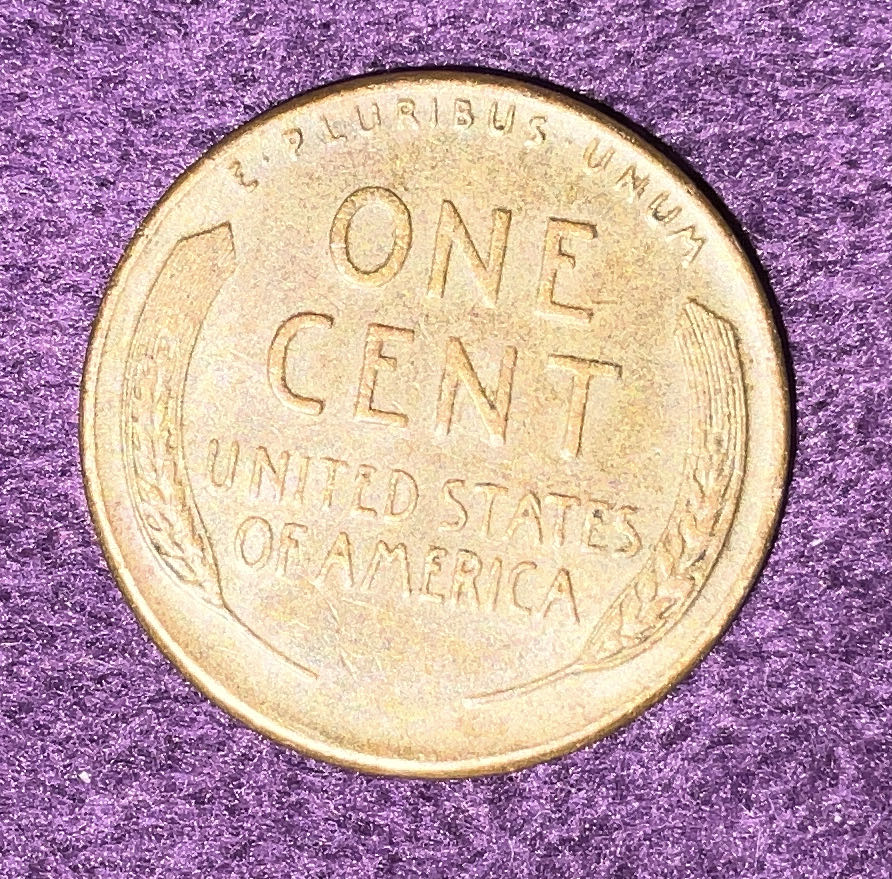 E · PLURIBUS · UNUM
ONE
CENT
UNITED STATES
OF AMERICA